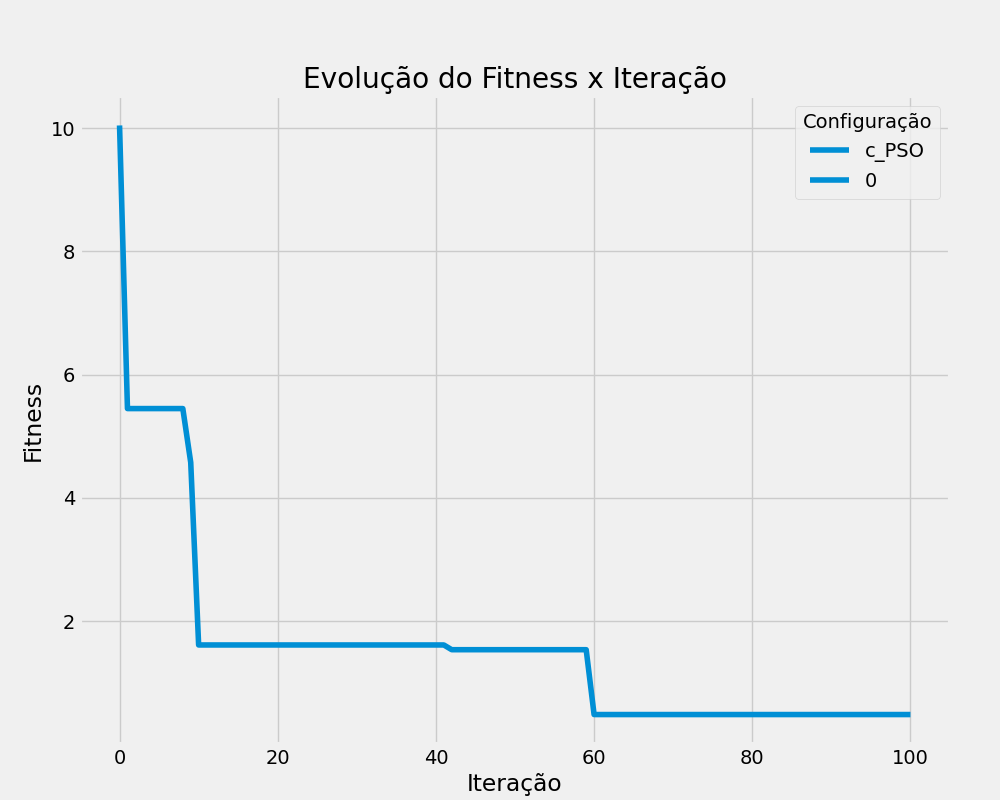 Evolução do Fitness x Iteração
Configuração
c_PSO
0
Fitness
10
8
6
4
2
0 20 40 60 80 100
Iteração